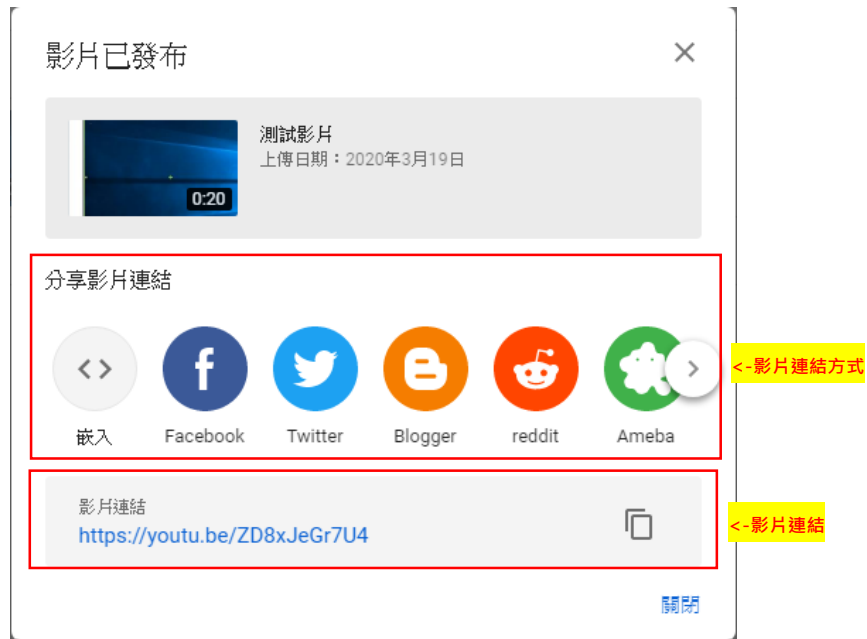 影片已發布
測試影片
上傳日期：2020年3月19日
0:20
分享影片連結
嵌入
Facebook
Twitter
Blogger
reddit
Ameba
<-影片連結方式
影片連結
https://youtu.be/ZD8xJeGr7U4
<-影片連結
關閉